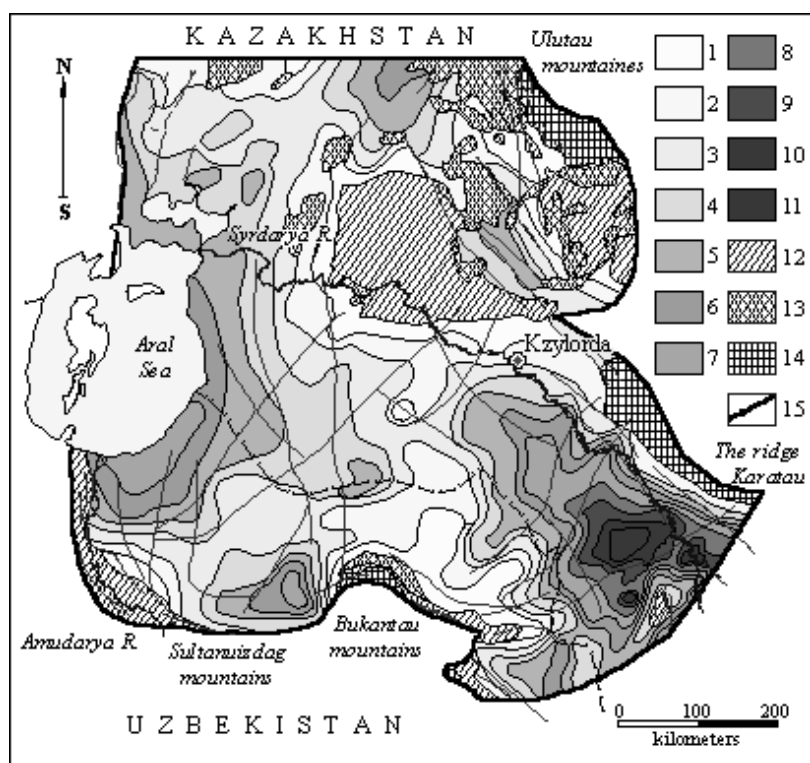 K A Z A K H S T A N
Ulutau
mountaines
N
S
1
2
3
4
5
6
7
8
9
10
11
12
13
14
15
Syrdarya R.
Aral
Sea
Kzylorda
The ridge
Karatau
Amudarya R.
Sultanuizdag
mountains
Bukantau
mountains
U Z B E K I S T A N
0 100 200
kilometers